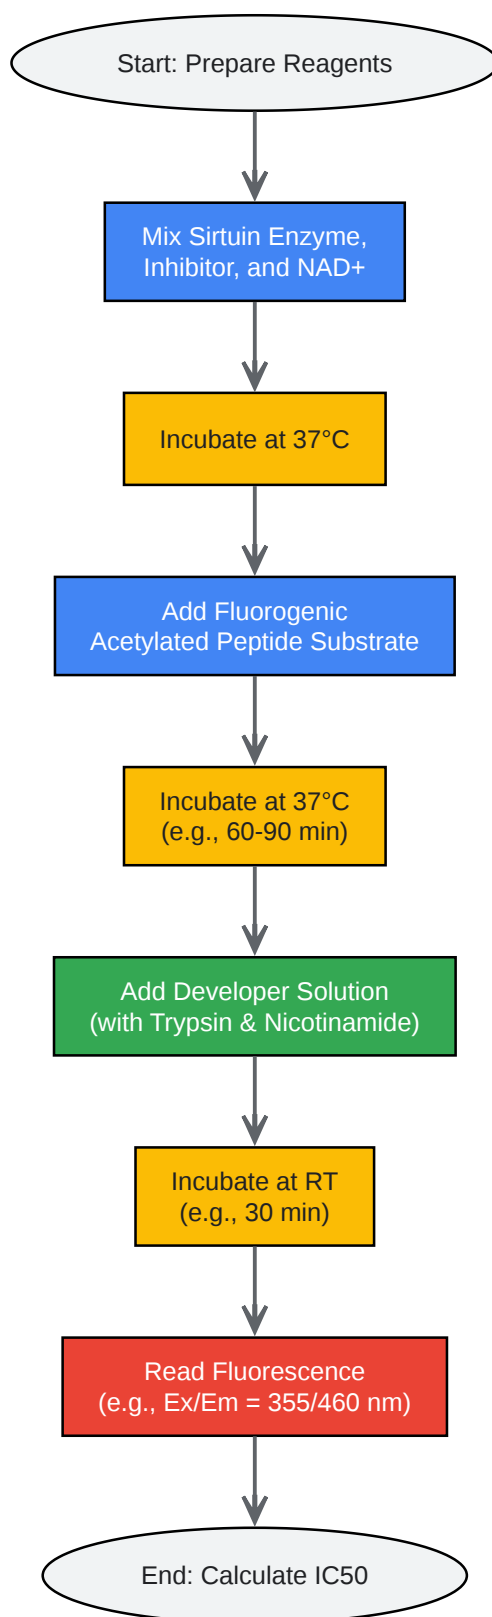 Start: Prepare Reagents
Mix Sirtuin Enzyme,
Inhibitor, and NAD+
Incubate at 37°C
Add Fluorogenic
Acetylated Peptide Substrate
Incubate at 37°C
(e.g., 60-90 min)
Add Developer Solution
(with Trypsin & Nicotinamide)
Incubate at RT
(e.g., 30 min)
Read Fluorescence
(e.g., Ex/Em = 355/460 nm)
End: Calculate IC50